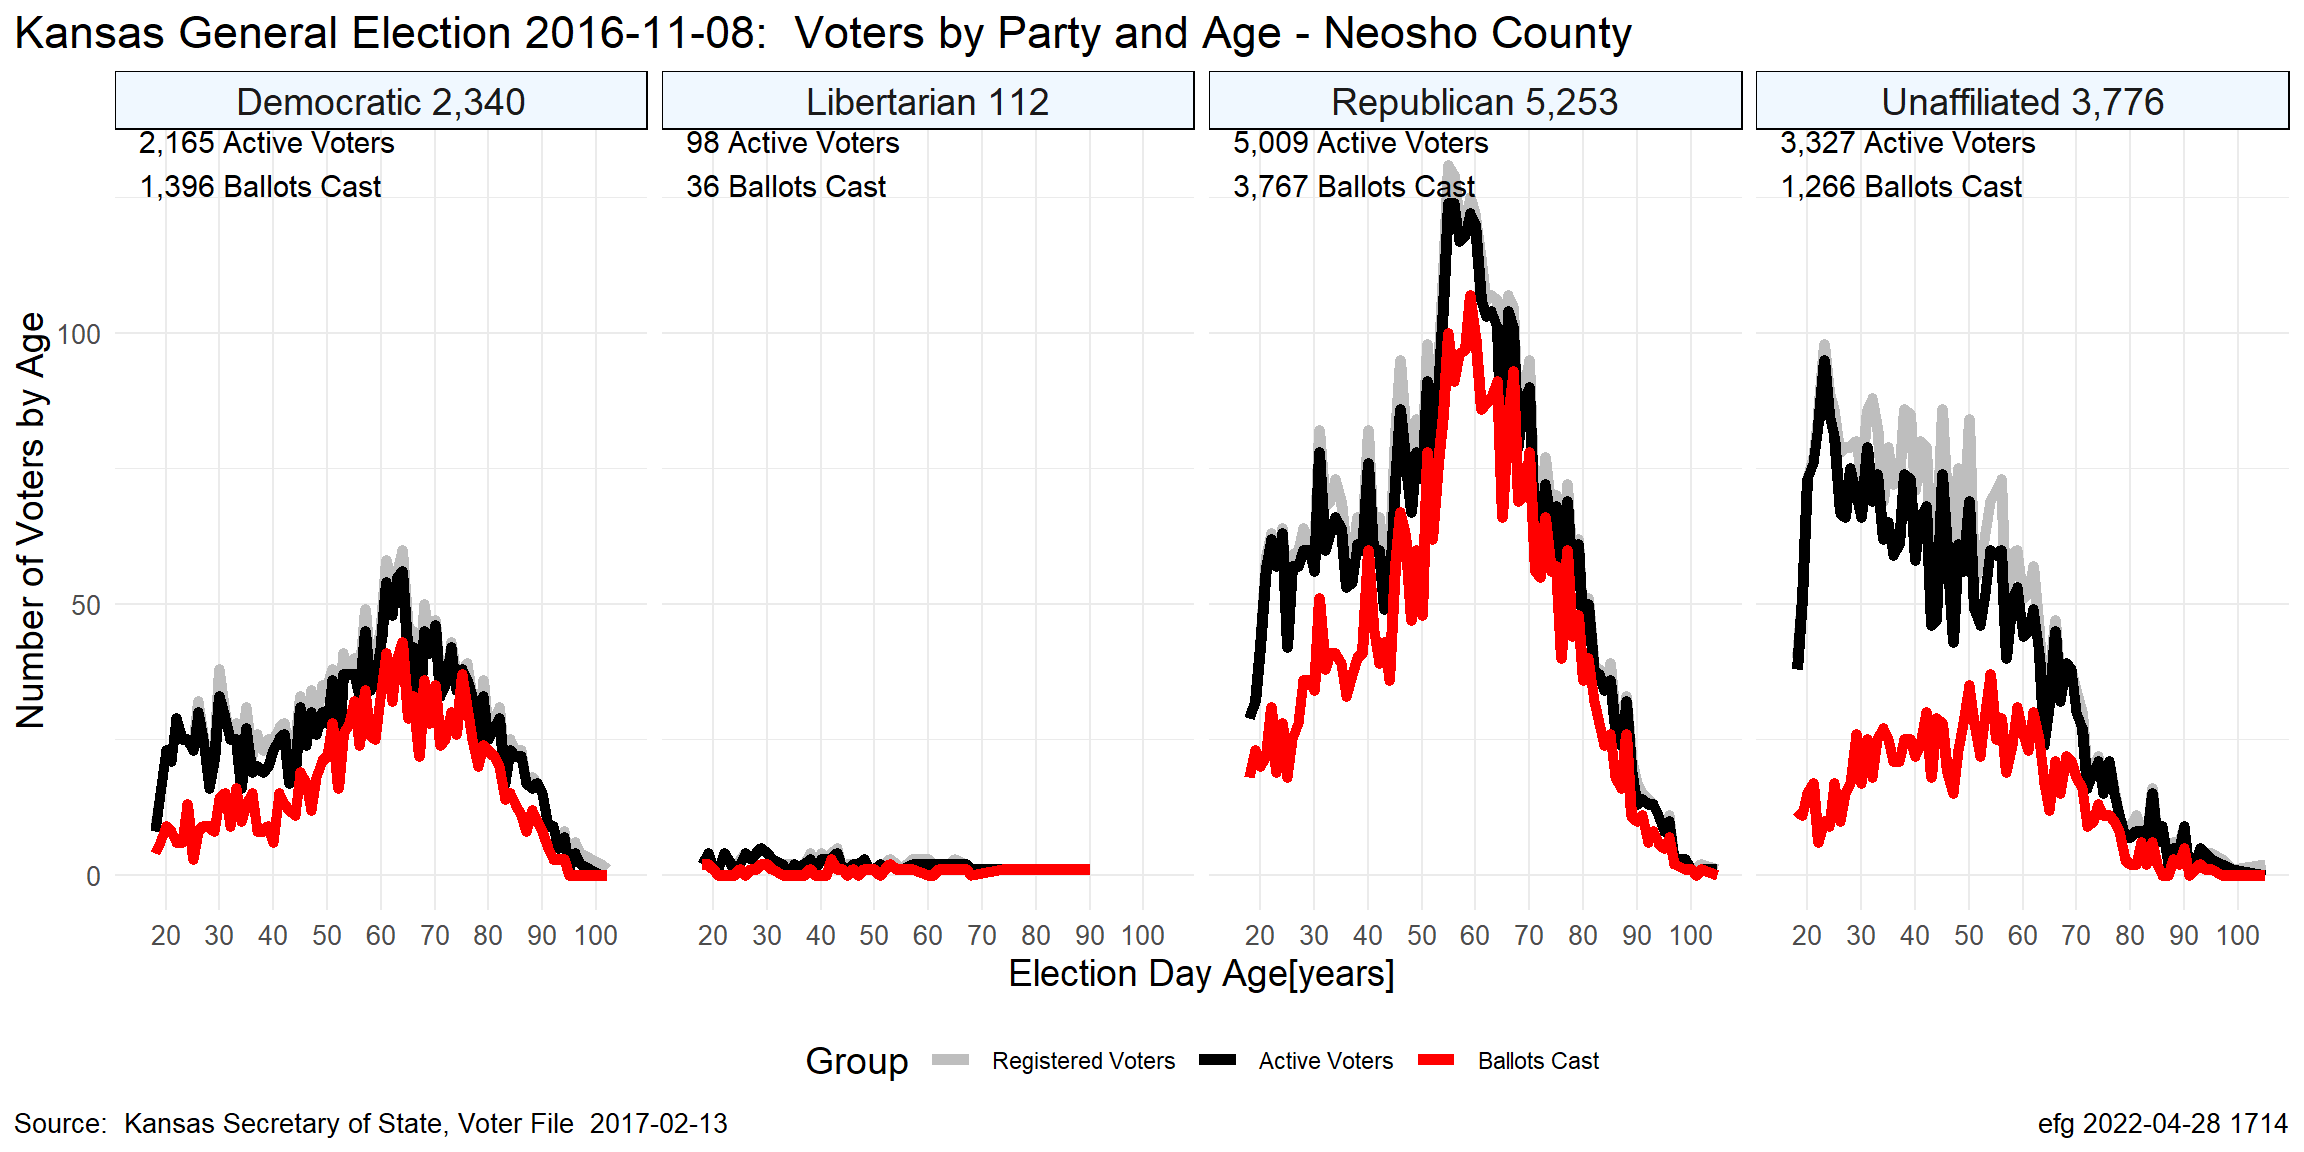 Kansas General Election 2016-11-08:  Voters by Party and Age - Neosho County
Democratic 2,340
Libertarian 112
Republican 5,253
Unaffiliated 3,776
2,165 Active Voters
1,396 Ballots Cast
98 Active Voters
36 Ballots Cast
5,009 Active Voters
3,767 Ballots Cast
3,327 Active Voters
1,266 Ballots Cast
Number of Voters by Age
100
50
0
20 30 40 50 60 70 80 90 100
20 30 40 50 60 70 80 90 100
20 30 40 50 60 70 80 90 100
20 30 40 50 60 70 80 90 100
Election Day Age[years]
Group Registered Voters Active Voters Ballots Cast
Source:  Kansas Secretary of State, Voter File  2017-02-13
efg 2022-04-28 1714